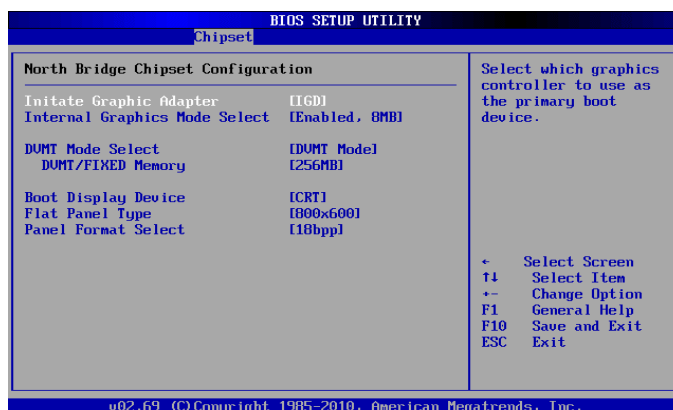 BIOS SETUP UTILITY
Chipset
North Bridge Chipset Configuration
Initate Graphic Adapter [IGD]
Internal Graphics Mode Select [Enabled, 8MB]
DVMT Mode Select [DVMT Mode]
DVMT/FIXED Memory [256MB]
Boot Display Device [CRT]
Flat Panel Type [800x600]
Panel Format Select [18bpp]
Select which graphics
controller to use as
the primary boot
device.
← Select Screen
↑↓ Select Item
+- Change Option
F1 General Help
F10 Save and Exit
ESC Exit
v02.69 (C)Copyright 1985-2010, American Megatrends, Inc.